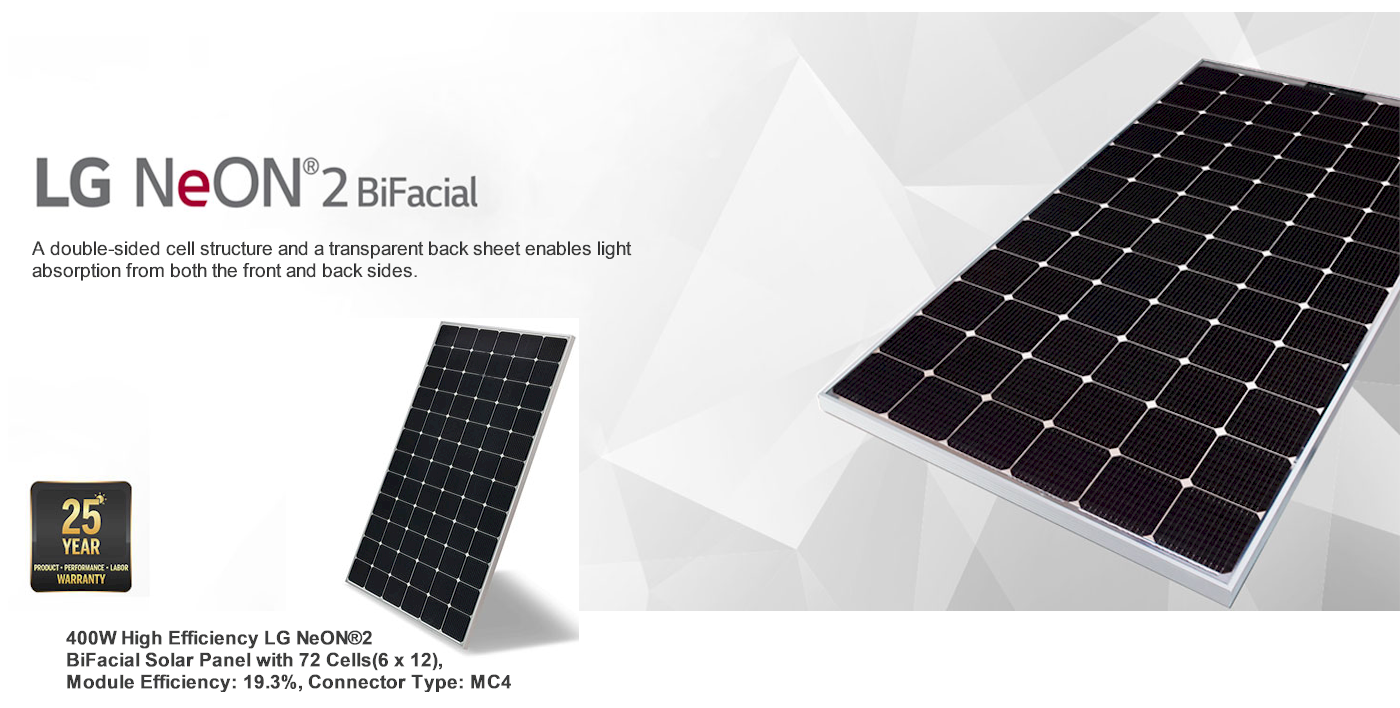 LG NeON®2 BiFacial
A double-sided cell structure and a transparent back sheet enables light
absorption from both the front and back sides.
25
YEAR
PRODUCT • PERFORMANCE • LABOR
WARRANTY
400W High Efficiency LG NeON®2
BiFacial Solar Panel with 72 Cells(6 x 12),
Module Efficiency: 19.3%, Connector Type: MC4